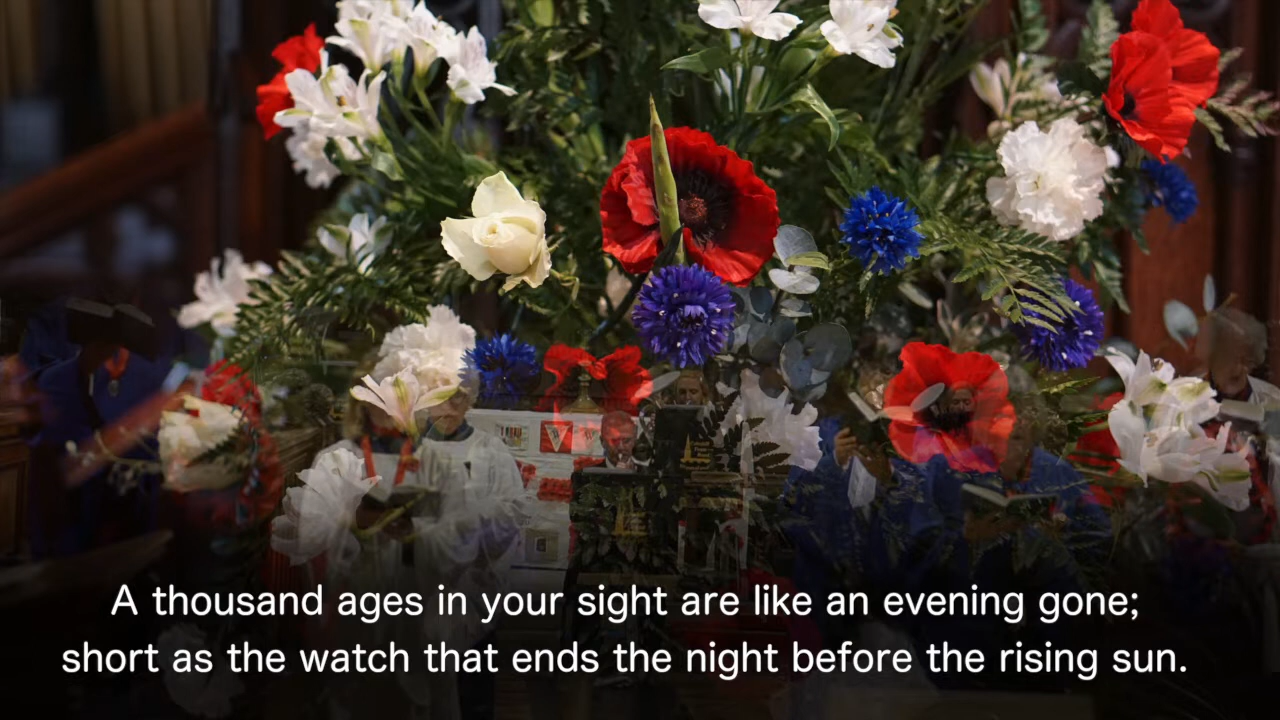 A thousand ages in your sight are like an evening gone;
short as the watch that ends the night before the rising sun.